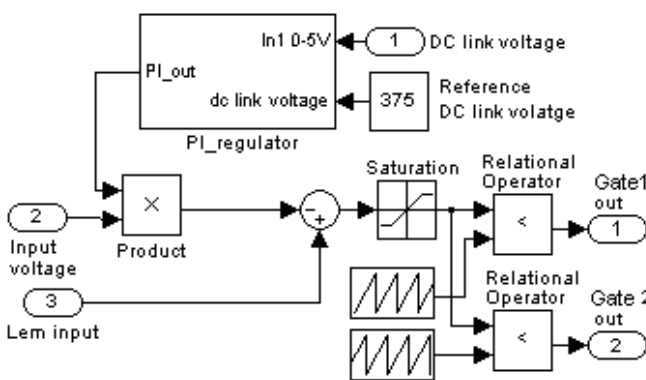 In1 0-5V
1
DC link voltage
PI_out
dc link voltage
375
Reference
DC link volatge
PI_regulator
Saturation
Relational
Operator
Gate1
out
1
<
2
×
Product
Input
voltage
3
Lem input
Relational
Operator
<
Gate 2
out
2